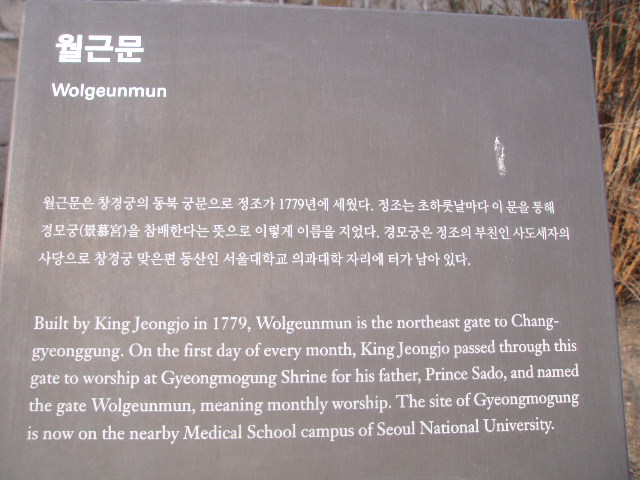 월근문
Wolgeunmun
월근문은 창경궁의 동북 궁문으로 정조가 1779년에 세웠다. 정조는 초하룻날마다 이 문을 통해
경모궁(景慕宮)을 참배한다는 뜻으로 이렇게 이름을 지었다. 경모궁은 정조의 부친인 사도세자의
사당으로 창경궁 맞은편 동산인 서울대학교 의과대학 자리에 터가 남아 있다.
Built by King Jeongjo in 1779, Wolgeunmun is the northeast gate to Chang-
gyeonggung. On the first day of every month, King Jeongjo passed through this
gate to worship at Gyeongmogung Shrine for his father, Prince Sado, and named
the gate Wolgeunmun, meaning monthly worship. The site of Gyeongmogung
is now on the nearby Medical School campus of Seoul National University.